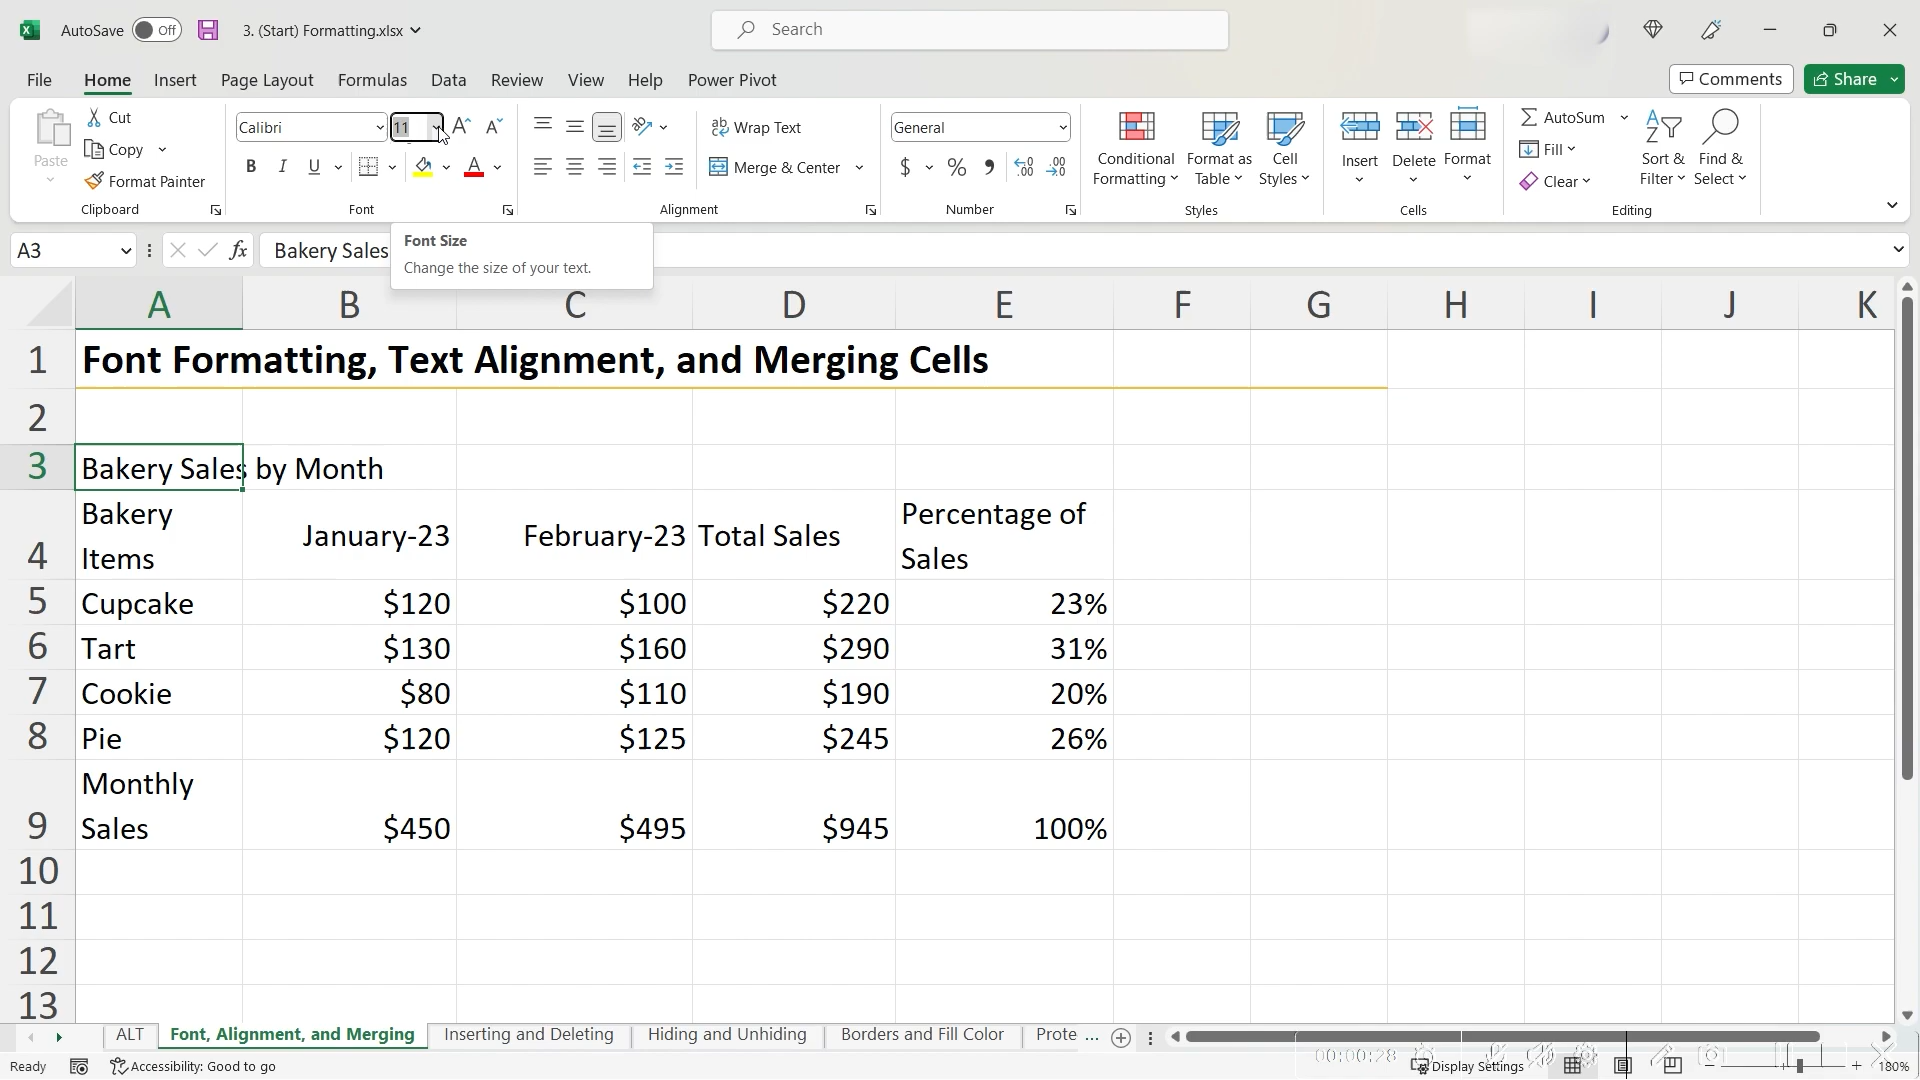 AutoSave Off 3. (Start) Formatting.xlsx Search
File Home Insert Page Layout Formulas Data Review View Help Power Pivot Comments Share
Paste
Cut
Copy
Format Painter
Clipboard
Calibri 11
B I U A
Font
Wrap Text
Merge & Center
Alignment
General
$ % , .00
Number
Conditional Formatting
Format as Table
Cell Styles
Styles
Insert Delete Format
Cells
AutoSum
Fill
Clear
Sort & Filter
Find & Select
Editing
A3 fx Bakery Sales
Font Size
Change the size of your text.
A B C D E F G H I J K
1 Font Formatting, Text Alignment, and Merging Cells
2
3 Bakery Sales by Month
4 Bakery Items January-23 February-23 Total Sales Percentage of Sales
5 Cupcake $120 $100 $220 23%
6 Tart $130 $160 $290 31%
7 Cookie $80 $110 $190 20%
8 Pie $120 $125 $245 26%
9 Monthly Sales $450 $495 $945 100%
10
11
12
13
ALT Font, Alignment, and Merging Inserting and Deleting Hiding and Unhiding Borders and Fill Color Prote ...
Ready Accessibility: Good to go 00:00:28 Display Settings 180%